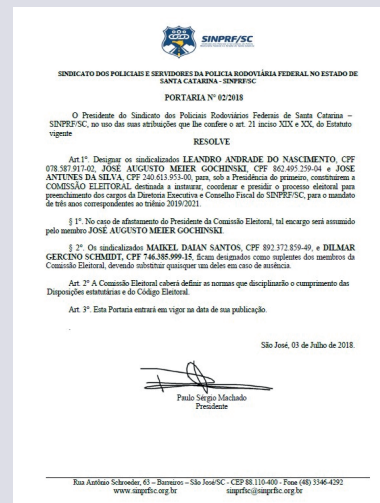 SINPRF/SC
SINDICATO DOS POLICIAIS E SERVIDORES DA POLICIA RODOVIÁRIA FEDERAL NO ESTADO DE
SANTA CATARINA - SINPRF/SC
PORTARIA Nº 02/2018
O Presidente do Sindicato dos Policiais Rodoviários Federais de Santa Catarina –
SINPRF/SC, no uso das suas atribuições que lhe confere o art. 21 inciso XIX e XX, do Estatuto
vigente
RESOLVE
Art.1º. Designar os sindicalizados LEANDRO ANDRADE DO NASCIMENTO, CPF
078.587.917-02, JOSÉ AUGUSTO MEIER GOCHINSKI, CPF 862.495.259-04 e JOSE
ANTUNES DA SILVA, CPF 240.613.953-00, para, sob a Presidência do primeiro, constituírem a
COMISSÃO ELEITORAL destinada a instaurar, coordenar e presidir o processo eleitoral para
preenchimento dos cargos da Diretoria Executiva e Conselho Fiscal do SINPRF/SC, para o mandato
de três anos correspondentes ao triênio 2019/2021.
§ 1º. No caso de afastamento do Presidente da Comissão Eleitoral, tal encargo será assumido
pelo membro JOSÉ AUGUSTO MEIER GOCHINSKI.
§ 2º. Os sindicalizados MAIKEL DAIAN SANTOS, CPF 892.372.859-49, e DILMAR
GERCINO SCHMIDT, CPF 746.385.999-15, ficam designados como suplentes dos membros da
Comissão Eleitoral, devendo substituir quaisquer um deles em caso de ausência.
Art. 2º A Comissão Eleitoral caberá definir as normas que disciplinarão o cumprimento das
Disposições estatutárias e do Código Eleitoral.
Art. 3º. Esta Portaria entrará em vigor na data de sua publicação.
.
São José, 03 de Julho de 2018.
Paulo Sérgio Machado
Presidente
Rua Antônio Schroeder, 63 – Barreiros – São José/SC - CEP 88.110-400 - Fone (48) 3346-4292
www.sinprfsc.org.br sinprfsc@sinprfsc.org.br